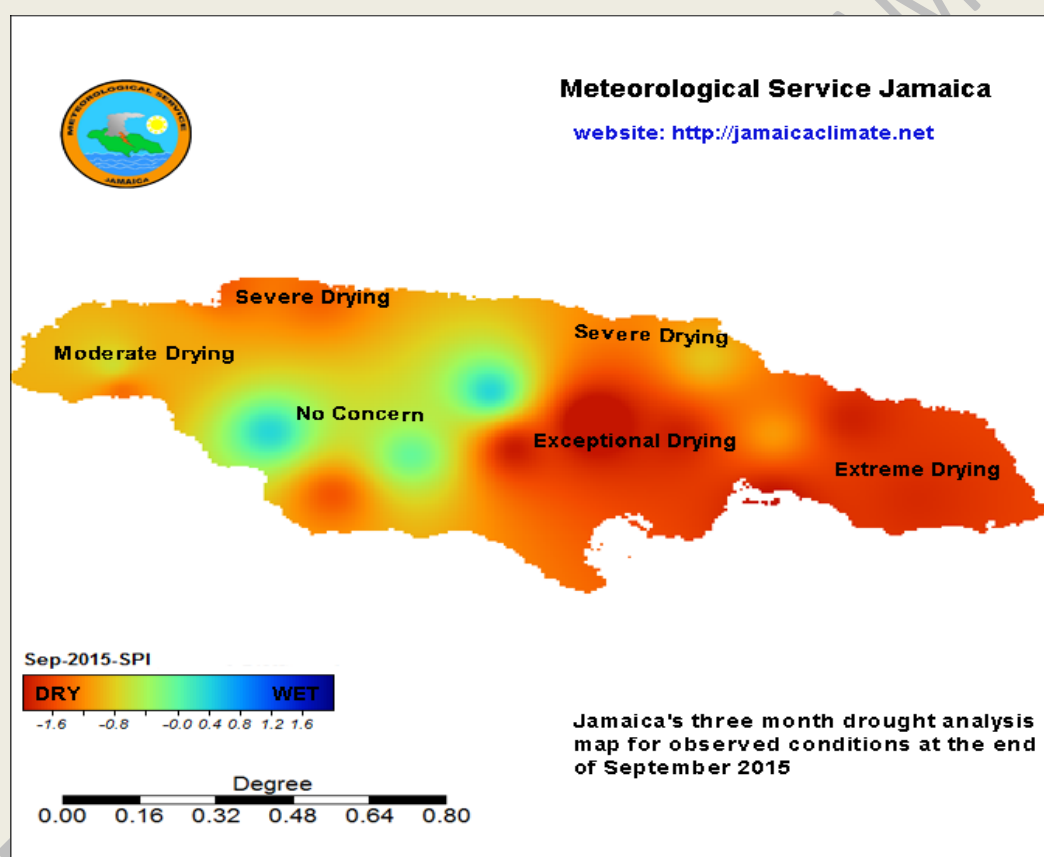 METEOROLOGICAL SERVICE
JAMAICA
Meteorological Service Jamaica
website: http://jamaicaclimate.net
Severe Drying
Severe Drying
Moderate Drying
No Concern
Exceptional Drying
Extreme Drying
Sep-2015-SPI
DRY WET
-1.6 -0.8 -0.0 0.4 0.8 1.2 1.6
Jamaica's three month drought analysis
map for observed conditions at the end
of September 2015
Degree
0.00 0.16 0.32 0.48 0.64 0.80